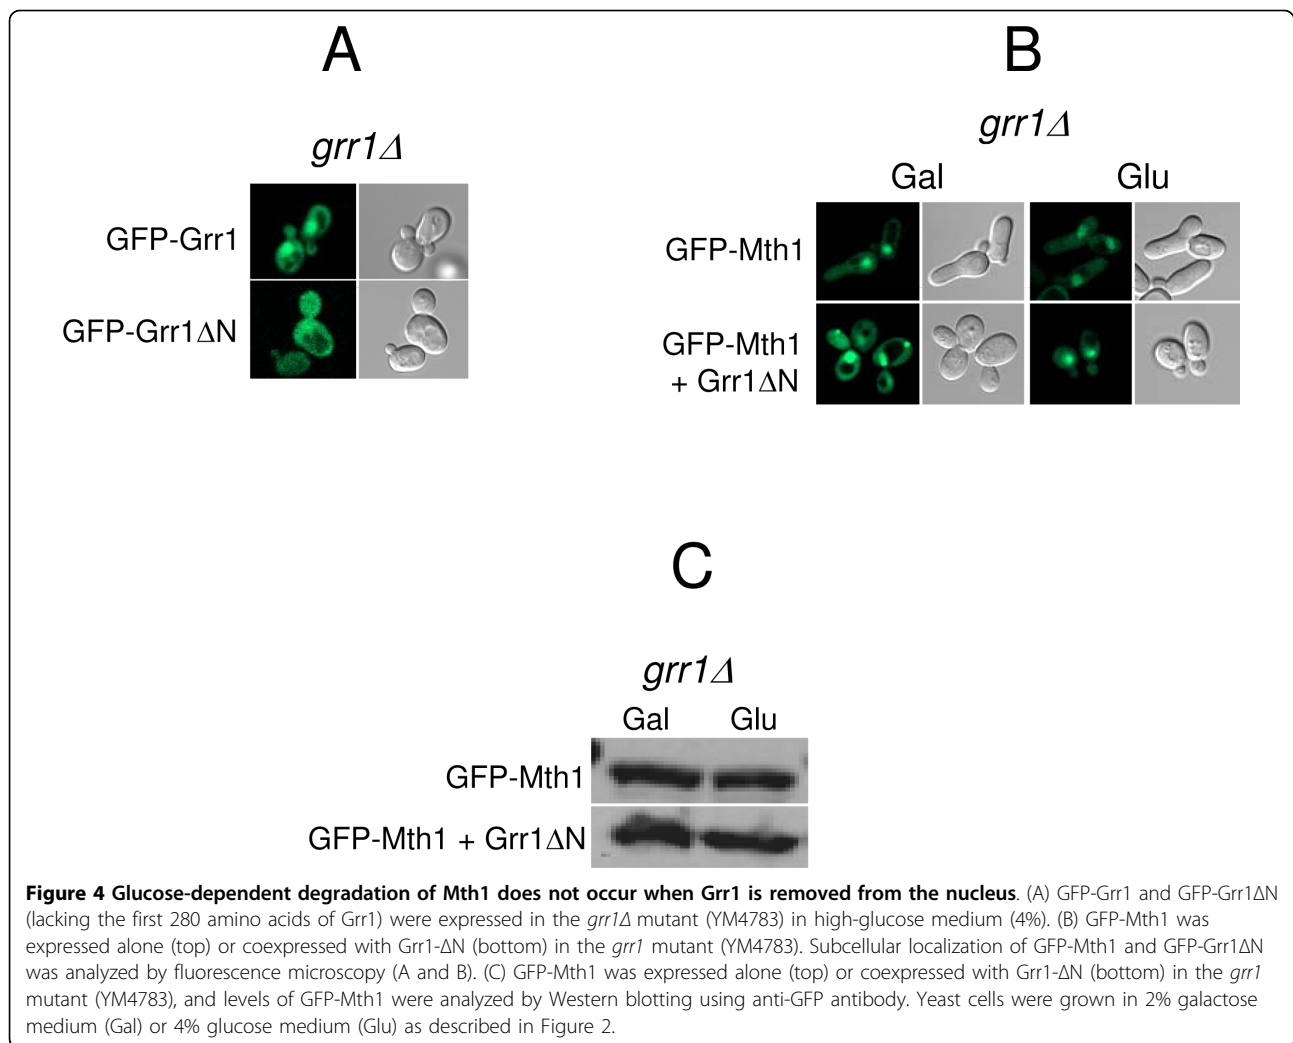 A
grr1Δ
GFP-Grr1
GFP-Grr1ΔN
B
grr1Δ
Gal Glu
GFP-Mth1
GFP-Mth1
+ Grr1ΔN
C
grr1Δ
Gal Glu
GFP-Mth1
GFP-Mth1 + Grr1ΔN
Figure 4 Glucose-dependent degradation of Mth1 does not occur when Grr1 is removed from the nucleus. (A) GFP-Grr1 and GFP-Grr1ΔN
(lacking the first 280 amino acids of Grr1) were expressed in the grr1Δ mutant (YM4783) in high-glucose medium (4%). (B) GFP-Mth1 was
expressed alone (top) or coexpressed with Grr1-ΔN (bottom) in the grr1 mutant (YM4783). Subcellular localization of GFP-Mth1 and GFP-Grr1ΔN
was analyzed by fluorescence microscopy (A and B). (C) GFP-Mth1 was expressed alone (top) or coexpressed with Grr1-ΔN (bottom) in the grr1
mutant (YM4783), and levels of GFP-Mth1 were analyzed by Western blotting using anti-GFP antibody. Yeast cells were grown in 2% galactose
medium (Gal) or 4% glucose medium (Glu) as described in Figure 2.